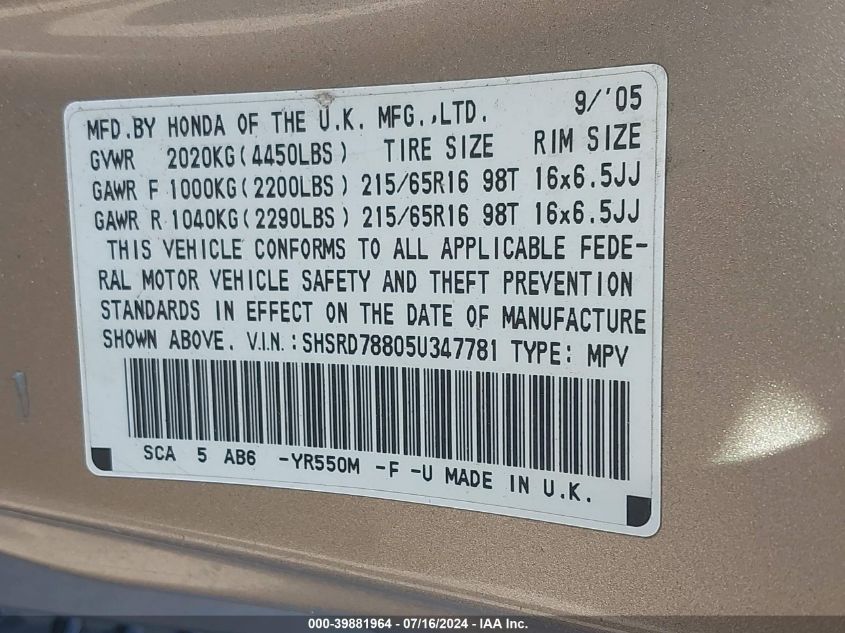 MFD.BY HONDA OF THE U.K. MFG.,LTD. 9/'05
GVWR 2020KG(4450LBS) TIRE SIZE RIM SIZE
GAWR F 1000KG(2200LBS) 215/65R16 98T 16x6.5JJ
GAWR R 1040KG(2290LBS) 215/65R16 98T 16x6.5JJ
THIS VEHICLE CONFORMS TO ALL APPLICABLE FEDE-
RAL MOTOR VEHICLE SAFETY AND THEFT PREVENTION
STANDARDS IN EFFECT ON THE DATE OF MANUFACTURE
SHOWN ABOVE. V.I.N.:SHSRD78805U347781 TYPE: MPV
SCA 5 AB6 -YR550M -F -U MADE IN U.K.
000-39881964 - 07/16/2024 - IAA Inc.